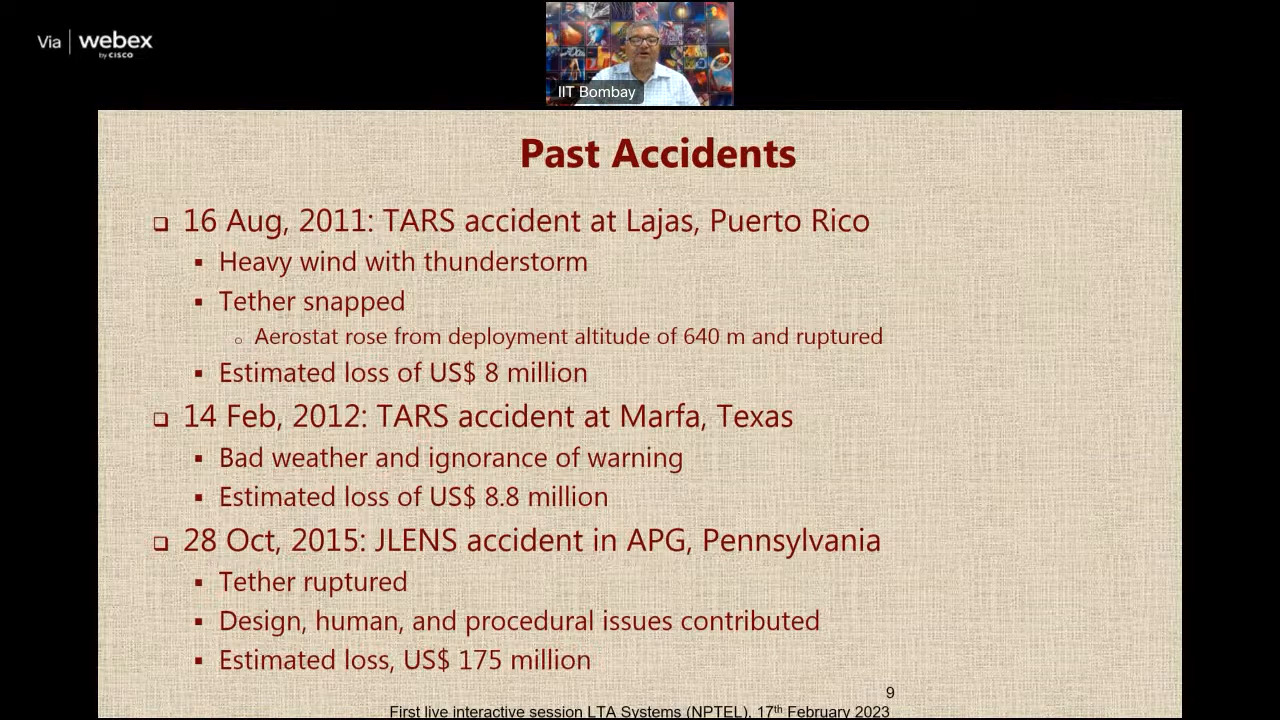 Via webex
by CISCO
IIT Bombay
Past Accidents
16 Aug, 2011: TARS accident at Lajas, Puerto Rico
Heavy wind with thunderstorm
Tether snapped
Aerostat rose from deployment altitude of 640 m and ruptured
Estimated loss of US$ 8 million
14 Feb, 2012: TARS accident at Marfa, Texas
Bad weather and ignorance of warning
Estimated loss of US$ 8.8 million
28 Oct, 2015: JLENS accident in APG, Pennsylvania
Tether ruptured
Design, human, and procedural issues contributed
Estimated loss, US$ 175 million
9
First live interactive session LTA Systems (NPTEL), 17th February 2023